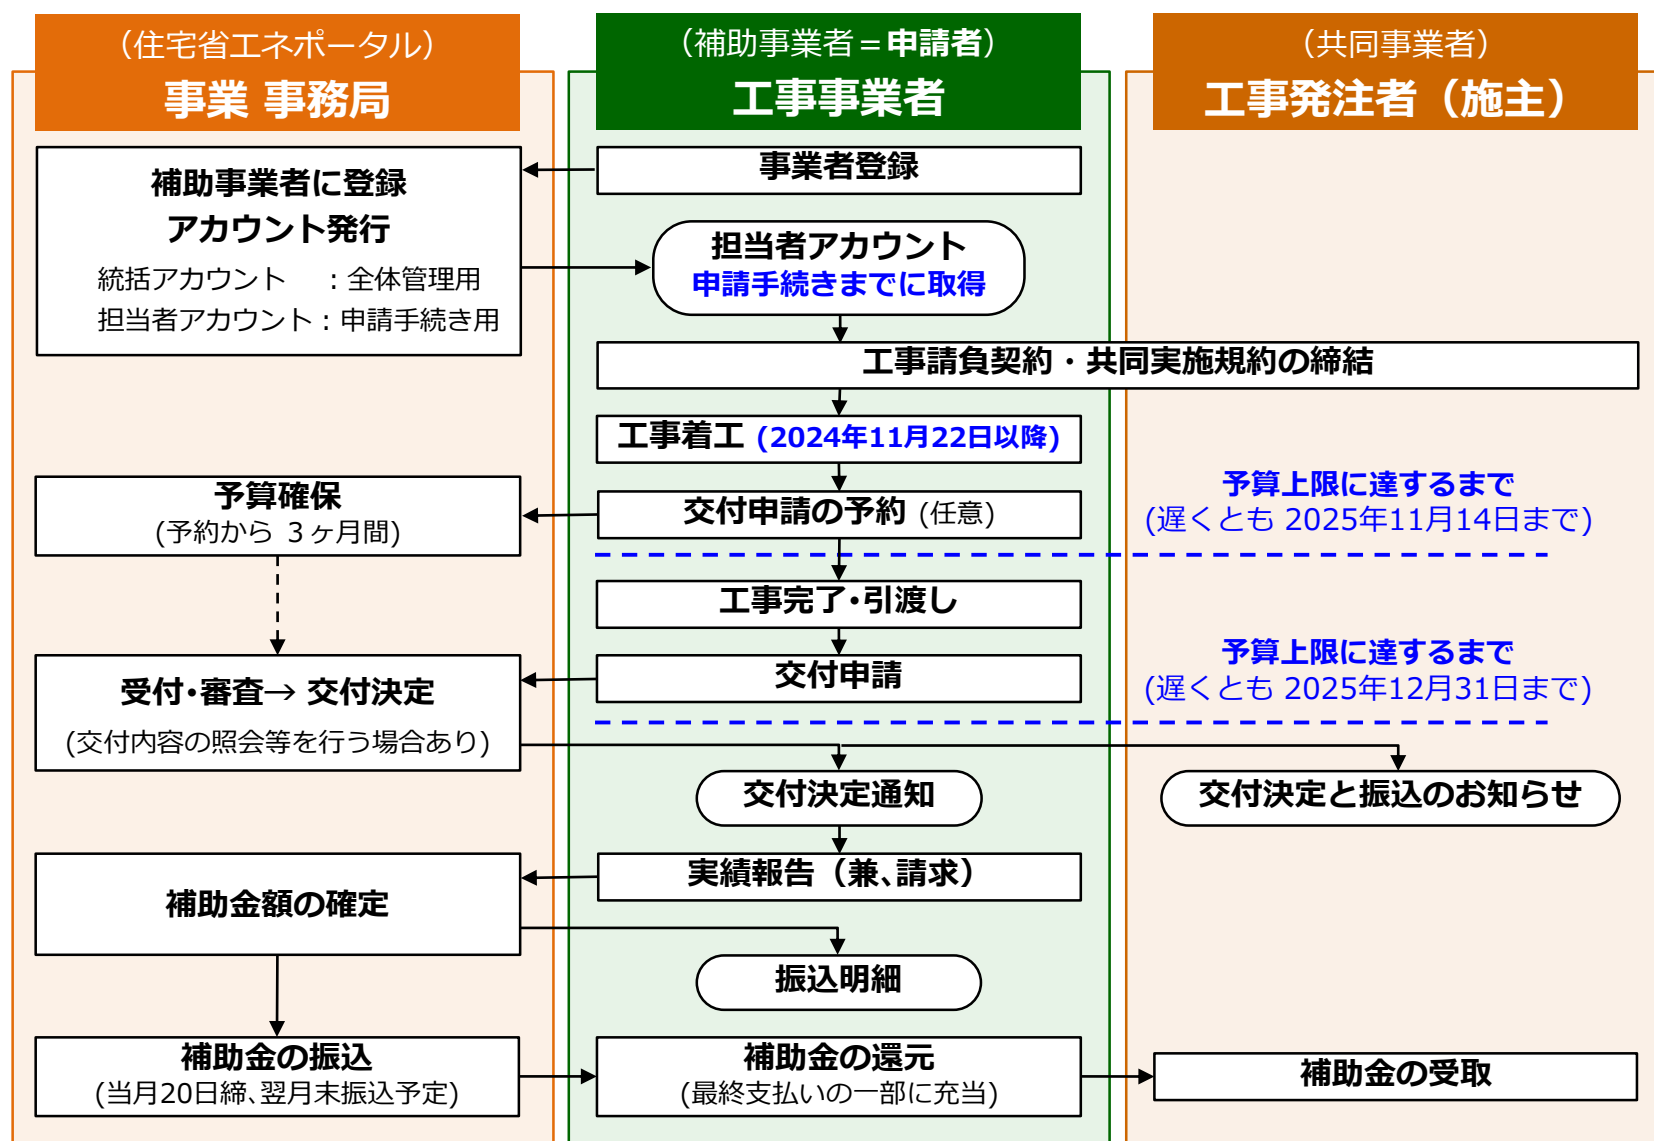 （住宅省エネポータル）
事業 事務局
（補助事業者＝申請者）
工事事業者
（共同事業者）
工事発注者（施主）
事業者登録
補助事業者に登録
アカウント発行
統括アカウント　：全体管理用
担当者アカウント：申請手続き用
担当者アカウント
申請手続きまでに取得
工事請負契約・共同実施規約の締結
工事着工 (2024年11月22日以降)
交付申請の予約 (任意)
予算確保
(予約から ３ヶ月間)
予算上限に達するまで
(遅くとも 2025年11月14日まで)
工事完了・引渡し
交付申請
予算上限に達するまで
(遅くとも 2025年12月31日まで)
受付・審査→ 交付決定
(交付内容の照会等を行う場合あり)
交付決定通知
交付決定と振込のお知らせ
実績報告（兼、請求）
補助金額の確定
振込明細
補助金の振込
(当月20日締、翌月末振込予定)
補助金の還元
(最終支払いの一部に充当)
補助金の受取